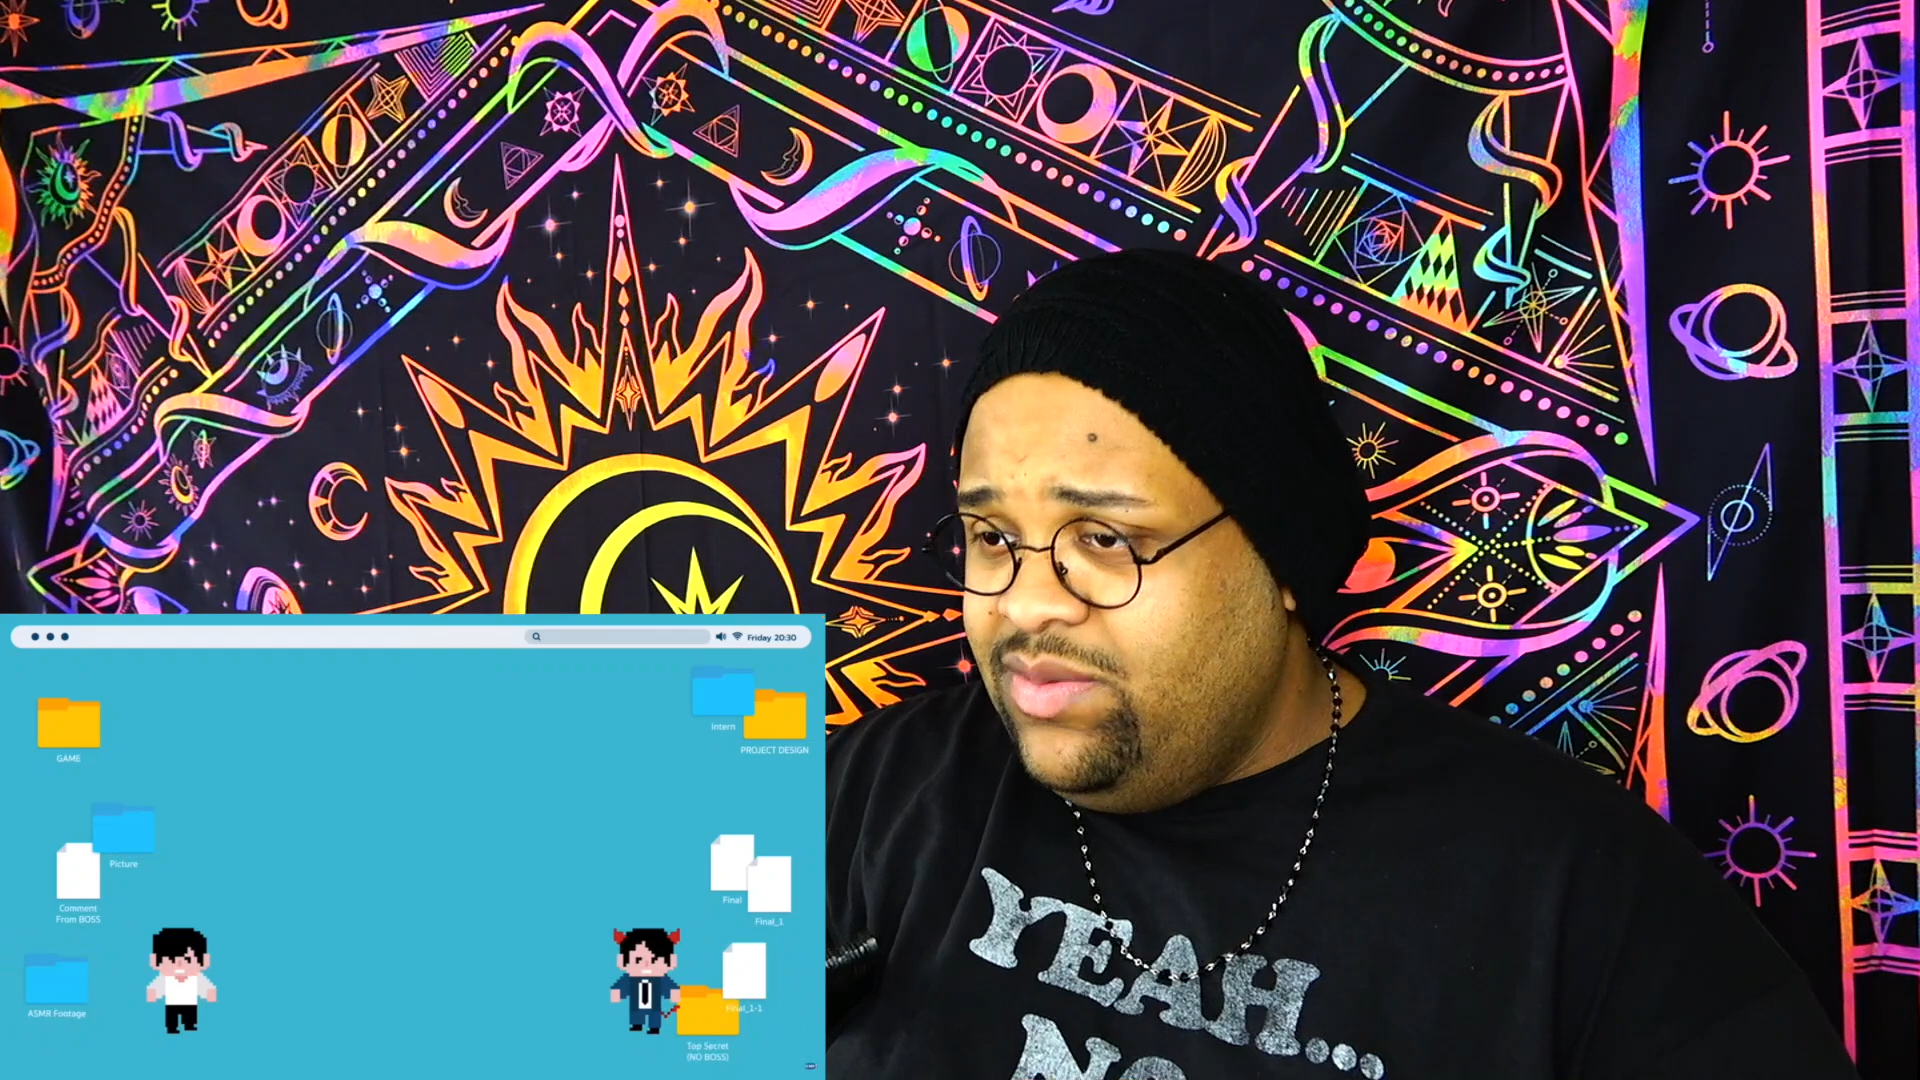 Friday 20:30
GAME
Intern
PROJECT DESIGN
Picture
Comment
From BOSS
Final
Final_1
ASMR Footage
Final_1-1
Top Secret
(NO BOSS)
YEAH...
NO